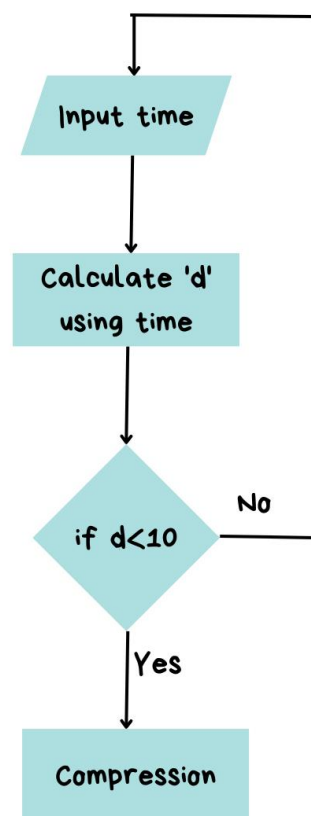 Input time
Calculate 'd'
using time
if d<10
No
Yes
Compression